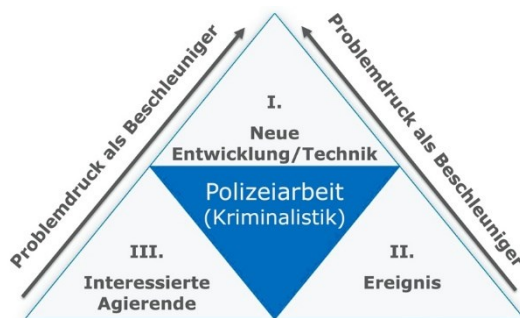 Problemdruck als Beschleuniger
Problemdruck als Beschleuniger
I.
Neue
Entwicklung/Technik
Polizeiarbeit
(Kriminalistik)
III.
Interessierte
Agierende
II.
Ereignis